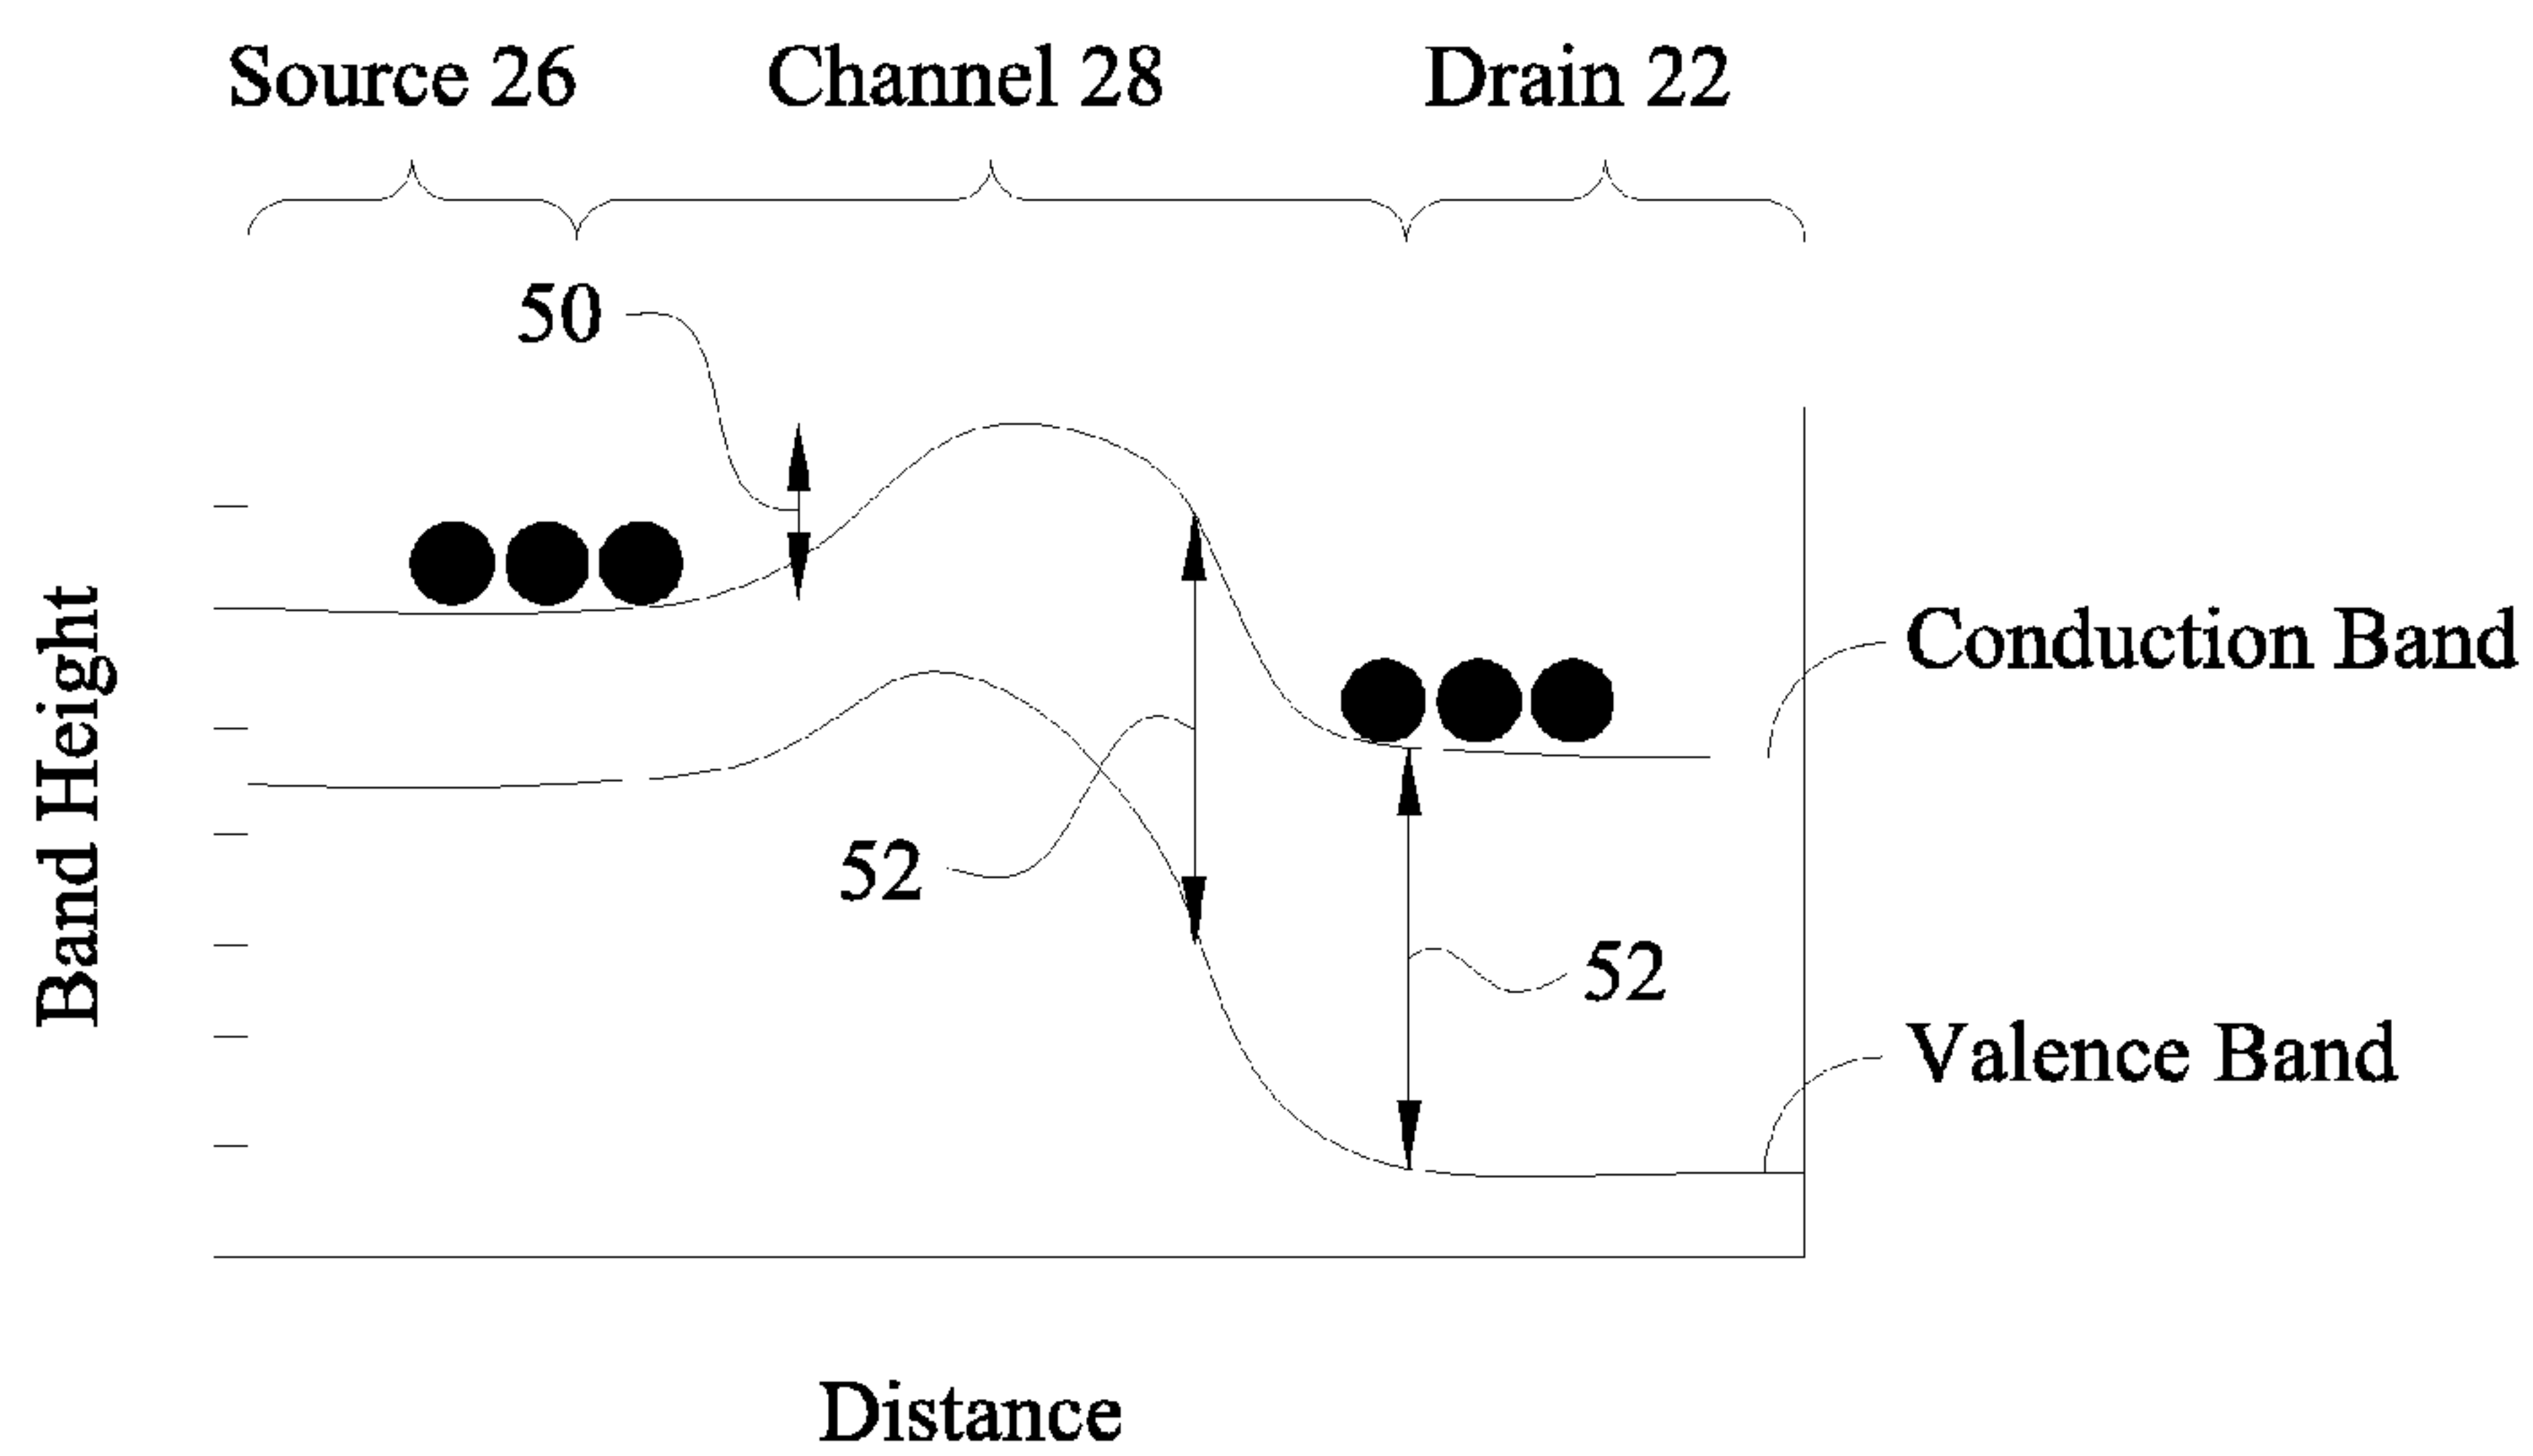 Source 26 Channel 28 Drain 22
50
Conduction Band
52
52
Valence Band
Band Height
Distance